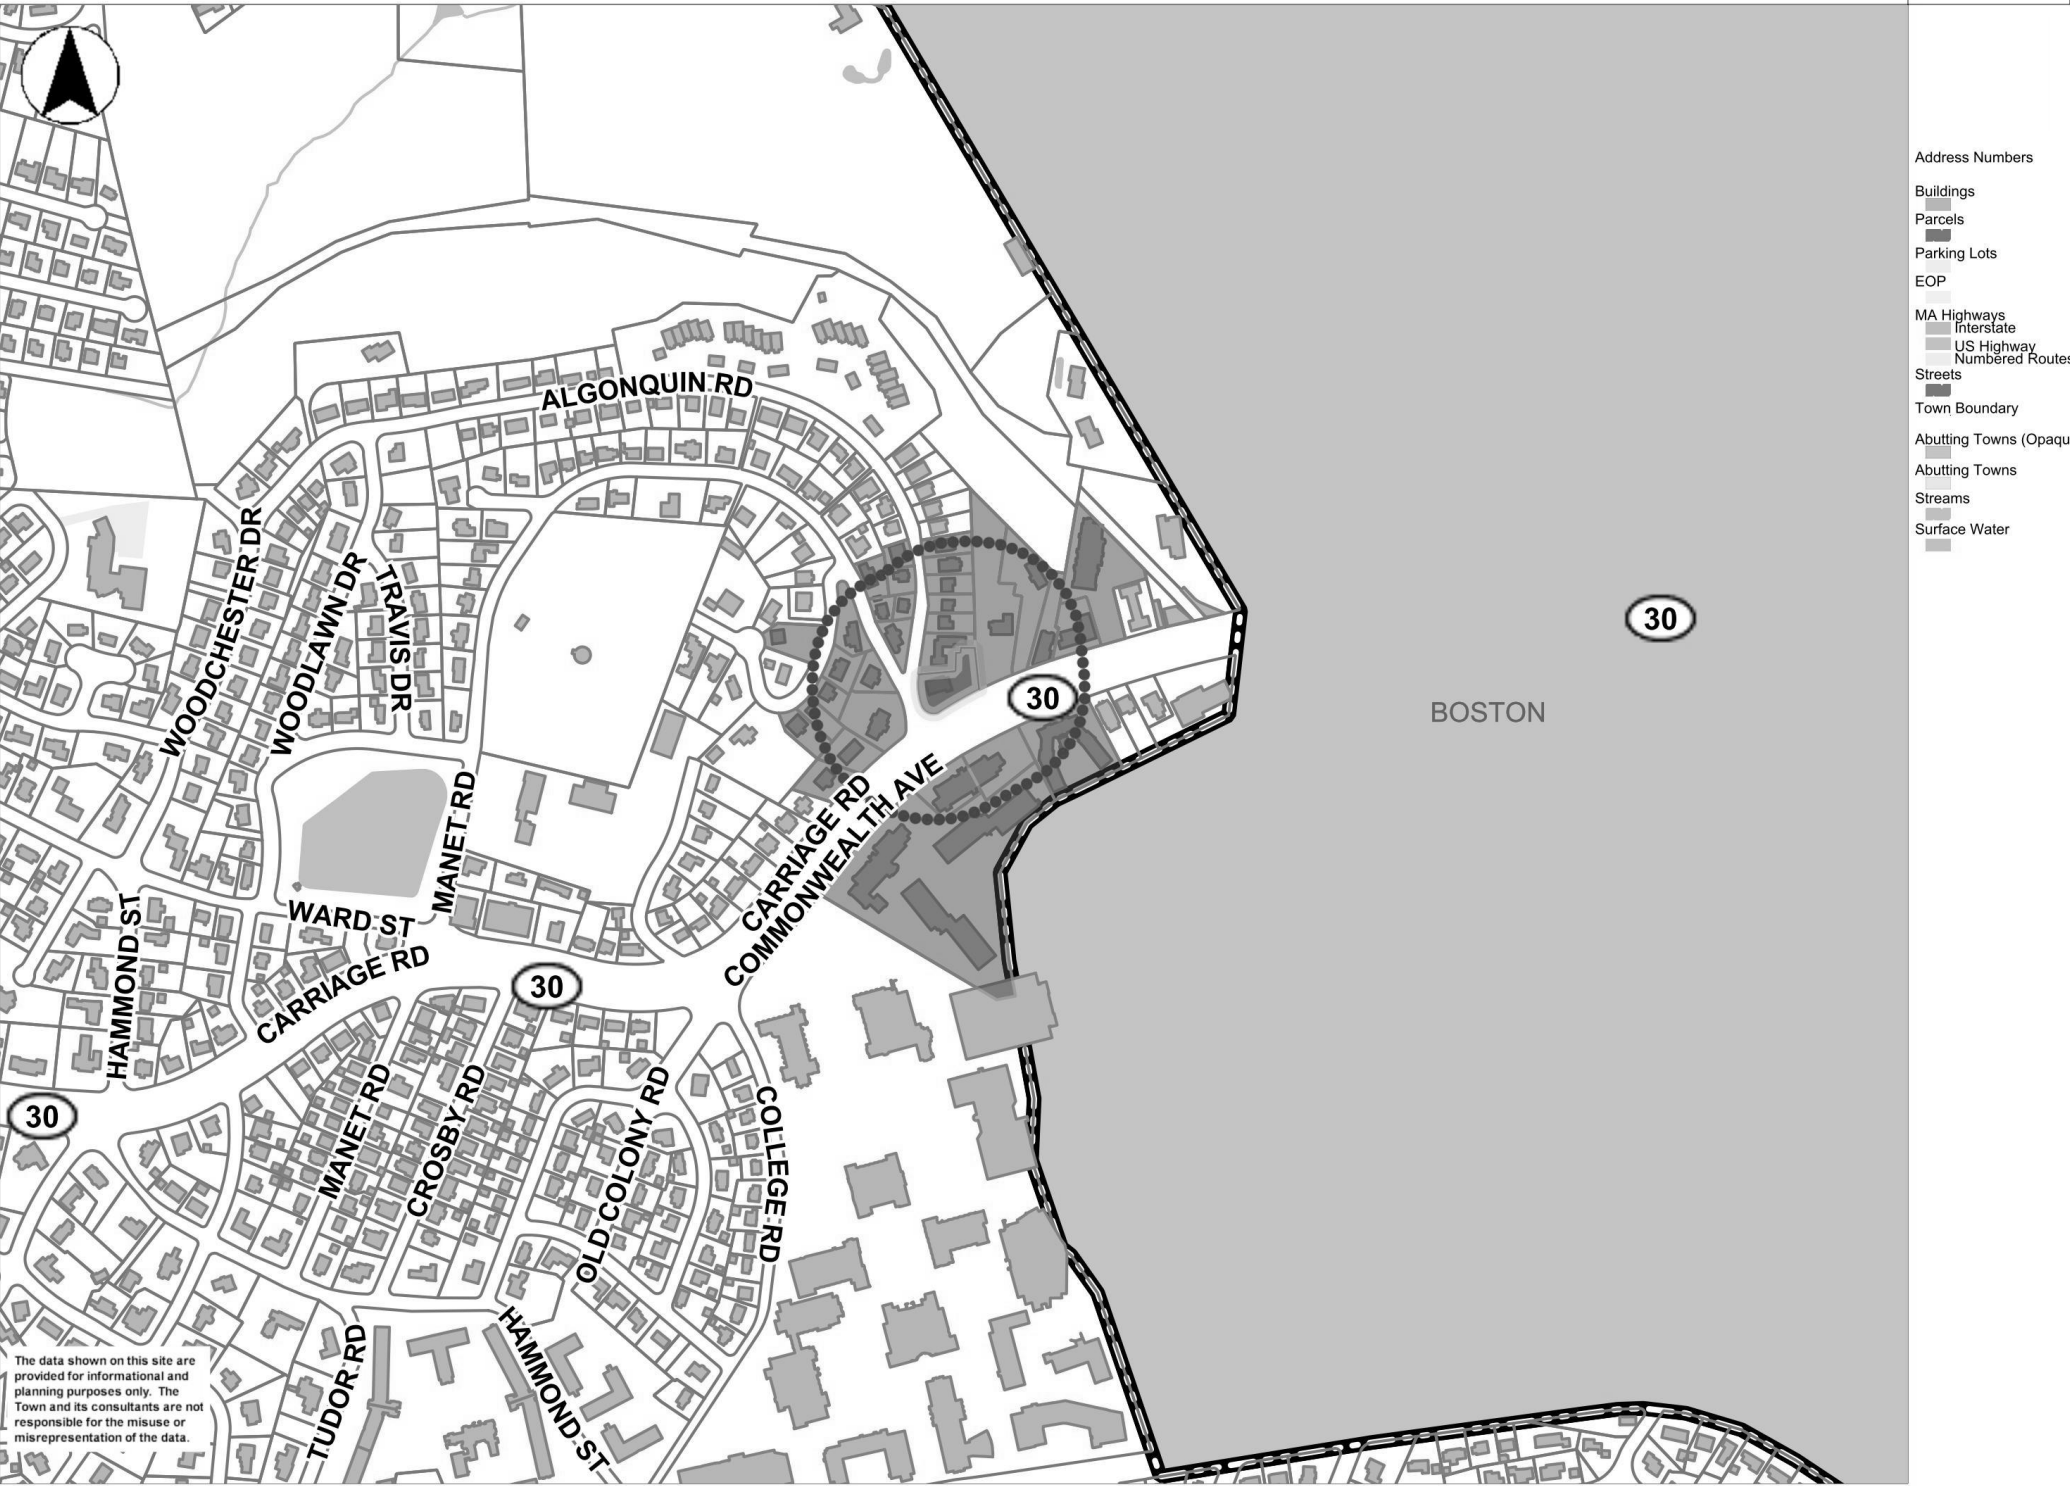 ALGONQUIN RD
WOODCHESTER DR
WOODLAWN DR
TRAVIS DR
MANET RD
WARD ST
HAMMOND ST
CARRIAGE RD
CARRIAGE RD
COMMONWEALTH AVE
30
30
30
30
BOSTON
MANET RD
CROSBY RD
OLD COLONY RD
COLLEGE RD
HAMMOND ST
TUDOR RD
The data shown on this site are
provided for informational and
planning purposes only. The
Town and its consultants are not
responsible for the misuse or
misrepresentation of the data.
Address Numbers
Buildings
Parcels
Parking Lots
EOP
MA Highways
Interstate
US Highway
Numbered Routes
Streets
Town Boundary
Abutting Towns (Opaqu
Abutting Towns
Streams
Surface Water